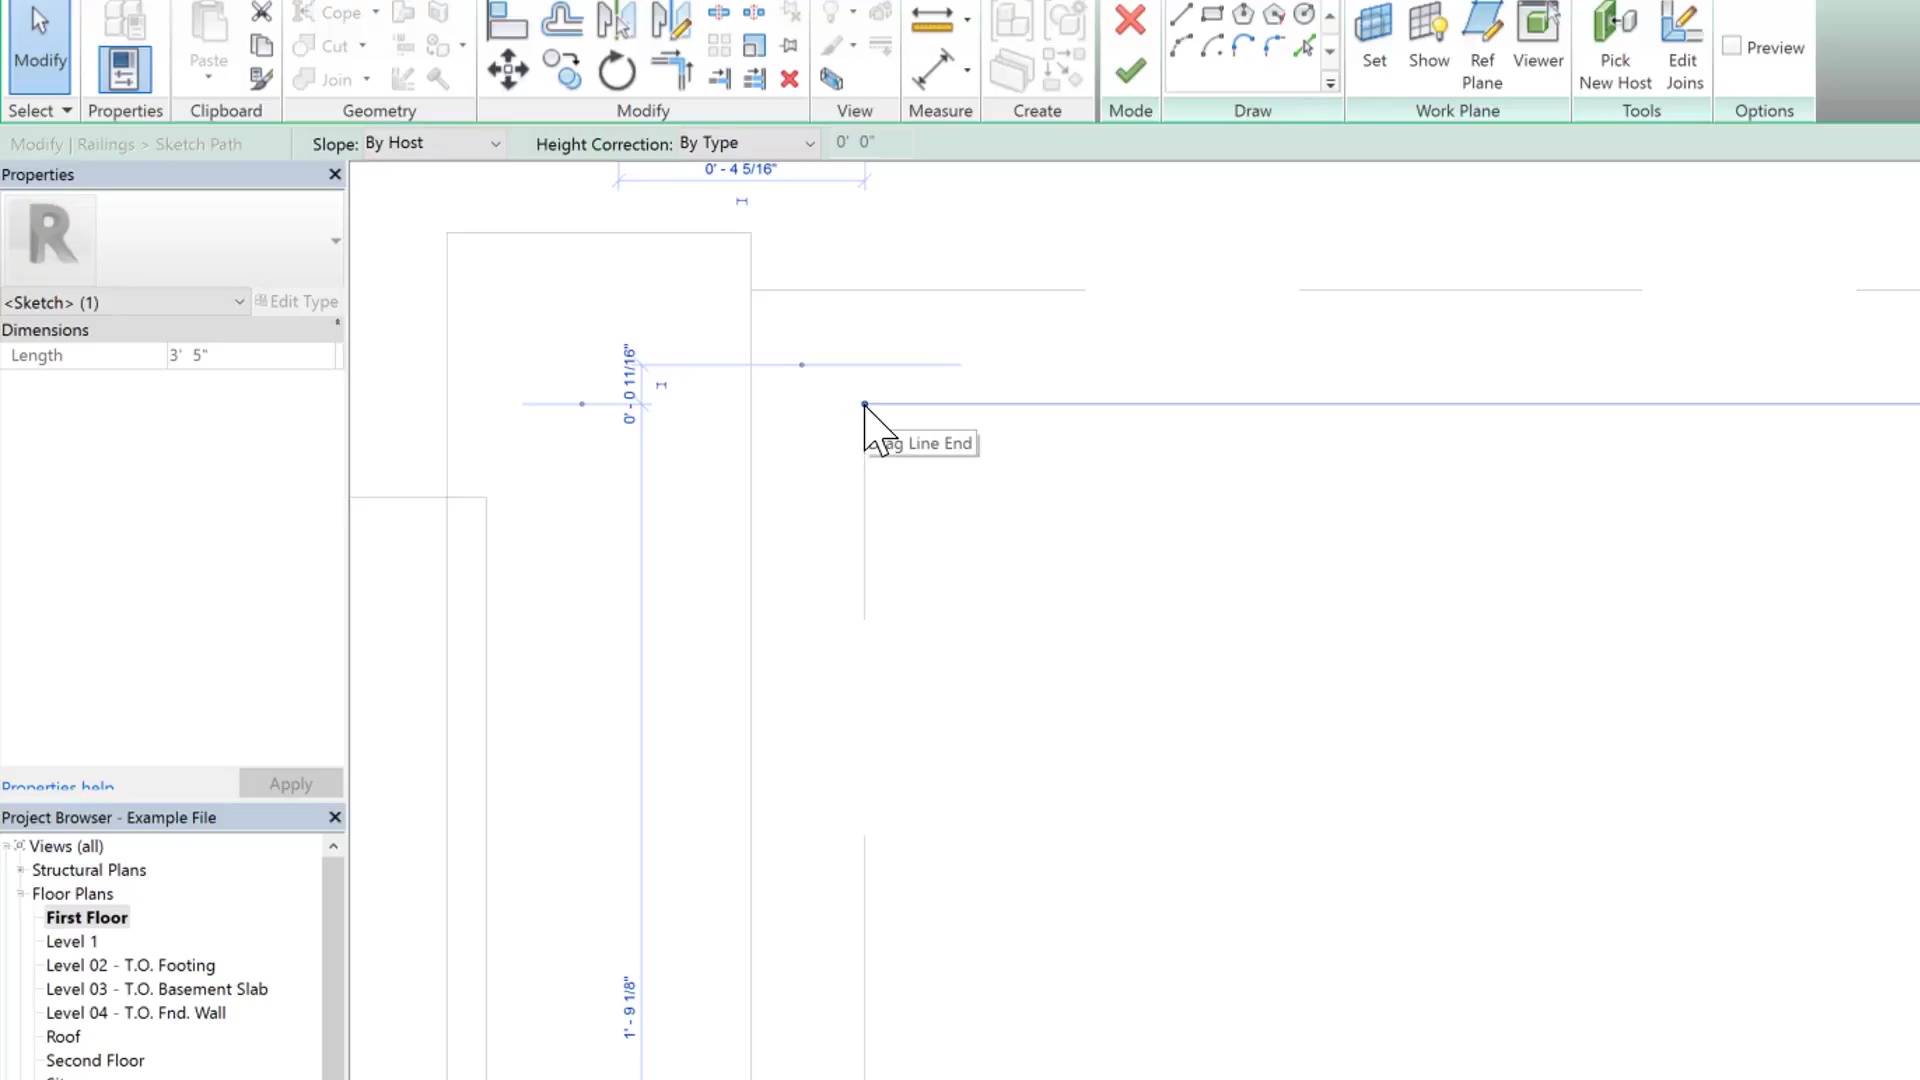 Modify
Select
Properties
Paste
Clipboard
Cope
Cut
Join
Geometry
Modify
View
Measure
Create
Mode
Draw
Set
Show
Ref Plane
Viewer
Work Plane
Pick New Host
Edit Joins
Tools
Preview
Options
Modify | Railings > Sketch Path
Slope: By Host
Height Correction: By Type
0' 0"
Properties
R
<Sketch> (1)
Edit Type
Dimensions
Length 3' 5"
Properties help
Apply
Project Browser - Example File
Views (all)
Structural Plans
Floor Plans
First Floor
Level 1
Level 02 - T.O. Footing
Level 03 - T.O. Basement Slab
Level 04 - T.O. Fnd. Wall
Roof
Second Floor
0' - 4 5/16"
0' - 0 11/16"
Line End
1' - 9 1/8"